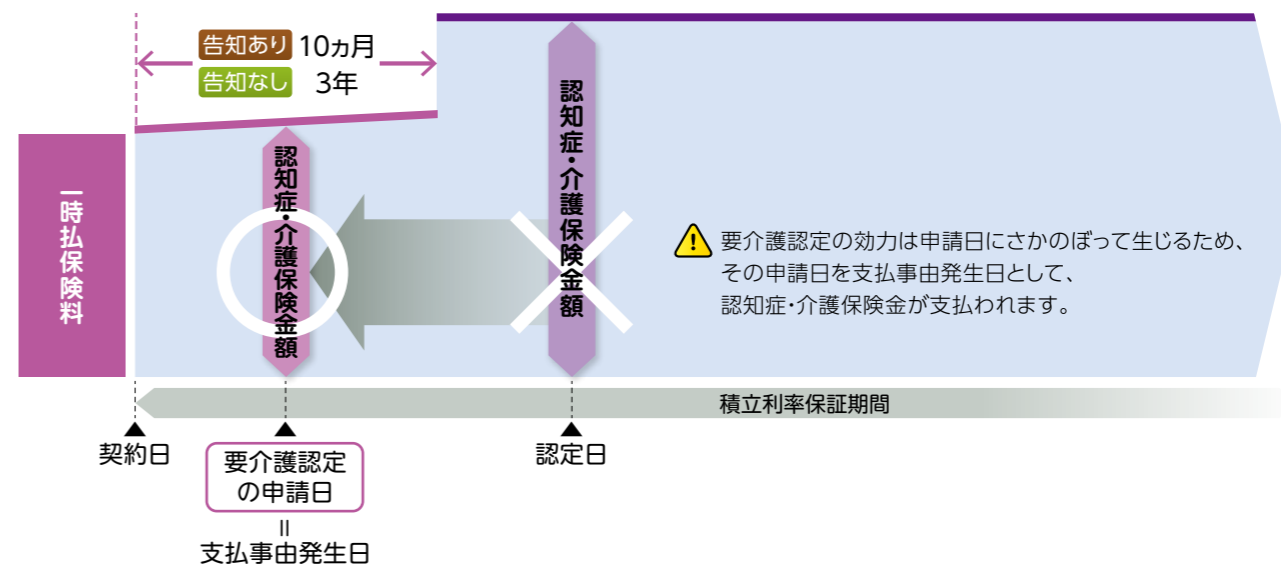 告知あり 10ヵ月
告知なし 3年
一時払保険料
認知症・介護保険金額
認知症・介護保険金額
要介護認定の効力は申請日にさかのぼって生じるため、
その申請日を支払事由発生日として、
認知症・介護保険金が支払われます。
積立利率保証期間
契約日
要介護認定
の申請日
=
支払事由発生日
認定日